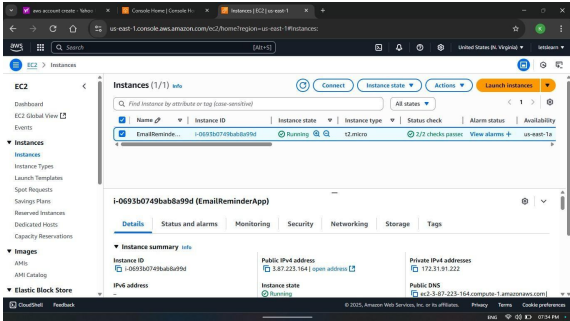 aws account create - Yahoo
Console Home | Console Ho
Instances | EC2 | us-east-1
us-east-1.console.aws.amazon.com/ec2/home?region=us-east-1#Instances:
aws
Search
[Alt+S]
United States (N. Virginia)
letslearn
EC2 > Instances
EC2
Dashboard
EC2 Global View
Events
Instances
Instances
Instance Types
Launch Templates
Spot Requests
Savings Plans
Reserved Instances
Dedicated Hosts
Capacity Reservations
Images
AMIs
AMI Catalog
Elastic Block Store
Instances (1/1) Info
Connect
Instance state
Actions
Launch instances
Find Instance by attribute or tag (case-sensitive)
All states
1
Name
Instance ID
Instance state
Instance type
Status check
Alarm status
Availability
EmailReminde...
i-0693b0749bab8a99d
Running
t2.micro
2/2 checks passed
View alarms +
us-east-1a
i-0693b0749bab8a99d (EmailReminderApp)
Details
Status and alarms
Monitoring
Security
Networking
Storage
Tags
Instance summary Info
Instance ID
i-0693b0749bab8a99d
Public IPv4 address
3.87.223.164 | open address
Private IPv4 addresses
172.31.91.222
IPv6 address
–
Instance state
Running
Public DNS
ec2-3-87-223-164.compute-1.amazonaws.com |
CloudShell
Feedback
© 2025, Amazon Web Services, Inc. or its affiliates.
Privacy
Terms
Cookie preferences
ENG
07:34 PM